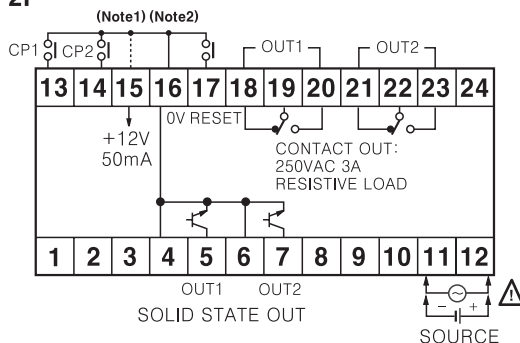 (Note1) (Note2)
CP1 CP2 OUT1 OUT2
13 14 15 16 17 18 19 20 21 22 23 24
0V RESET
+12V
50mA
CONTACT OUT:
250VAC 3A
RESISTIVE LOAD
1 2 3 4 5 6 7 8 9 10 11 12
OUT1 OUT2
SOLID STATE OUT
− +
SOURCE